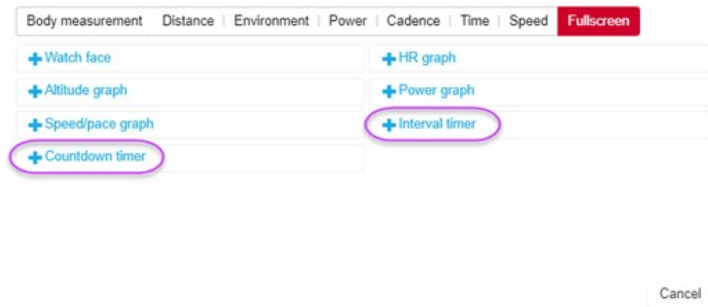 Body measurement Distance Environment Power Cadence Time Speed Fullscreen
Watch face HR graph
Altitude graph Power graph
Speed/pace graph Interval timer
Countdown timer
Cancel